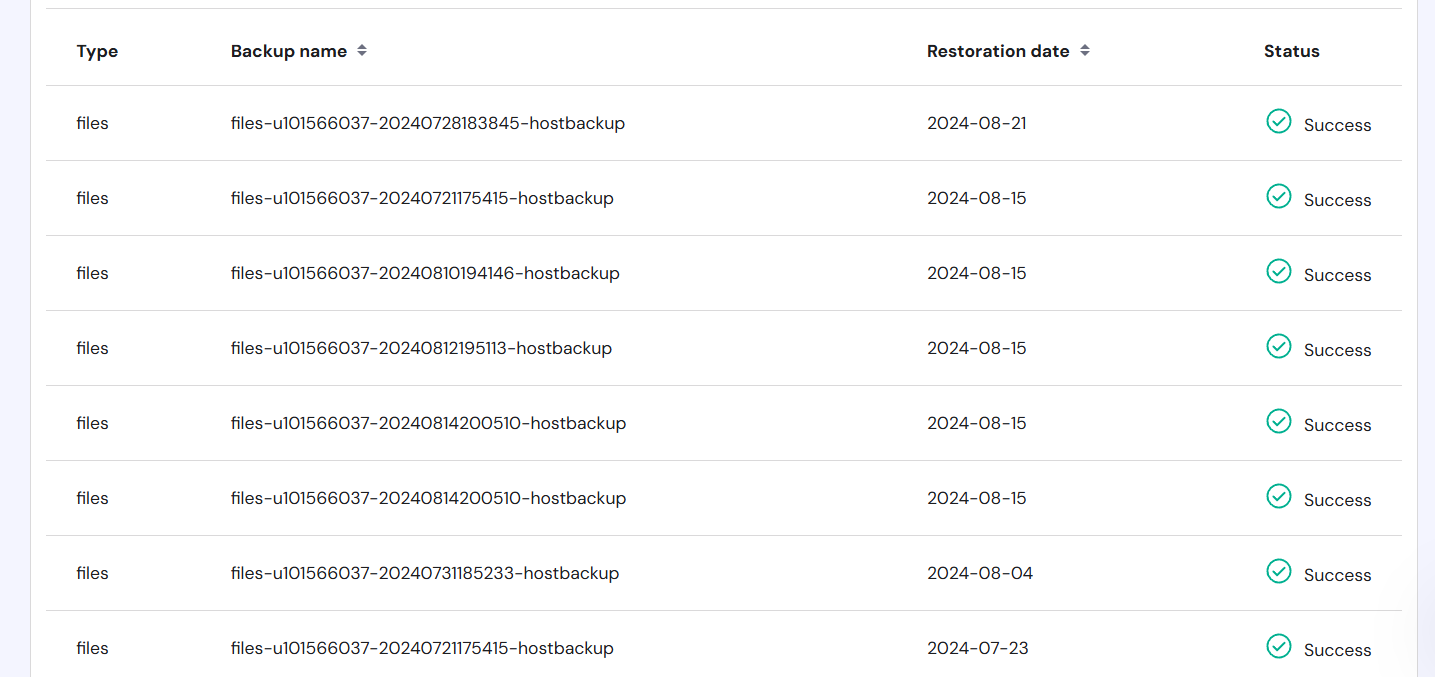 Type Backup name Restoration date Status
files files-u101566037-20240728183845-hostbackup 2024-08-21 Success
files files-u101566037-20240721175415-hostbackup 2024-08-15 Success
files files-u101566037-20240810194146-hostbackup 2024-08-15 Success
files files-u101566037-20240812195113-hostbackup 2024-08-15 Success
files files-u101566037-20240814200510-hostbackup 2024-08-15 Success
files files-u101566037-20240814200510-hostbackup 2024-08-15 Success
files files-u101566037-20240731185233-hostbackup 2024-08-04 Success
files files-u101566037-20240721175415-hostbackup 2024-07-23 Success